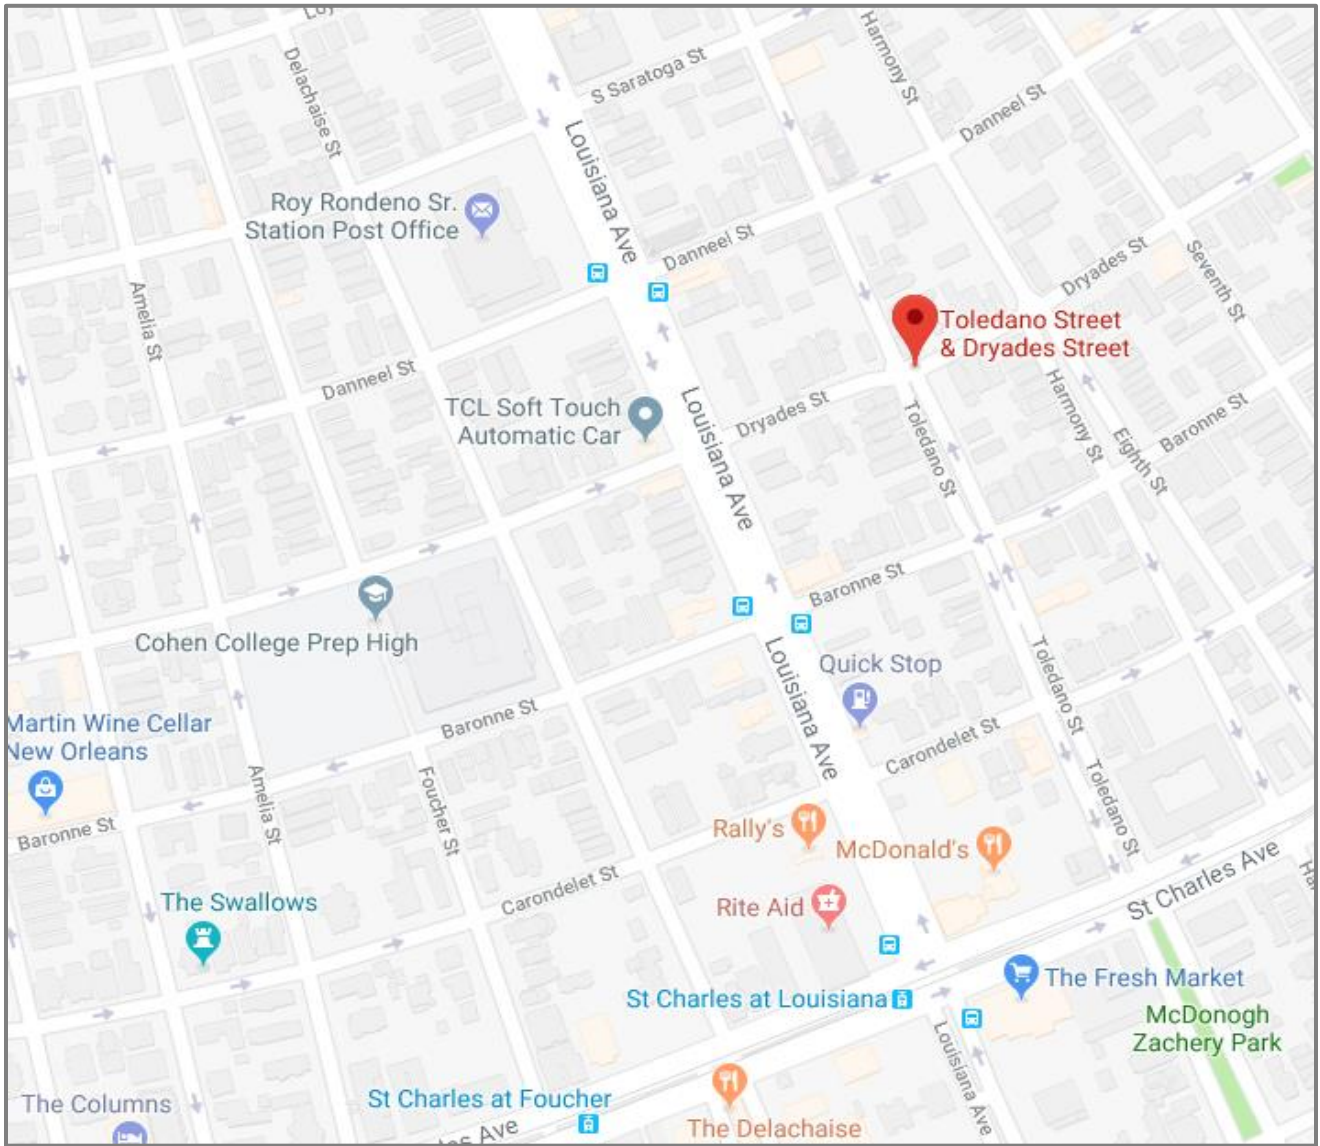 Harmony St
Delachaise St
S Saratoga St
Danneel St
Louisiana Ave
Roy Rondeno Sr.
Station Post Office
Danneel St
Dryades St
Seventh St
Amelia St
Toledano Street
& Dryades Street
Danneel St
TCL Soft Touch
Automatic Car
Louisiana Ave
Dryades St
Toledano St
Harmony St
Eighth St
Baronne St
Baronne St
Cohen College Prep High
Louisiana Ave
Quick Stop
Toledano St
Martin Wine Cellar
New Orleans
Baronne St
Carondelet St
Amelia St
Foucher St
Toledano St
Baronne St
Rally's
McDonald's
St Charles Ave
The Swallows
Carondelet St
Rite Aid
The Fresh Market
St Charles at Louisiana
McDonogh
Zachery Park
Louisiana Ave
The Columns
St Charles at Foucher
The Delachaise
Ave